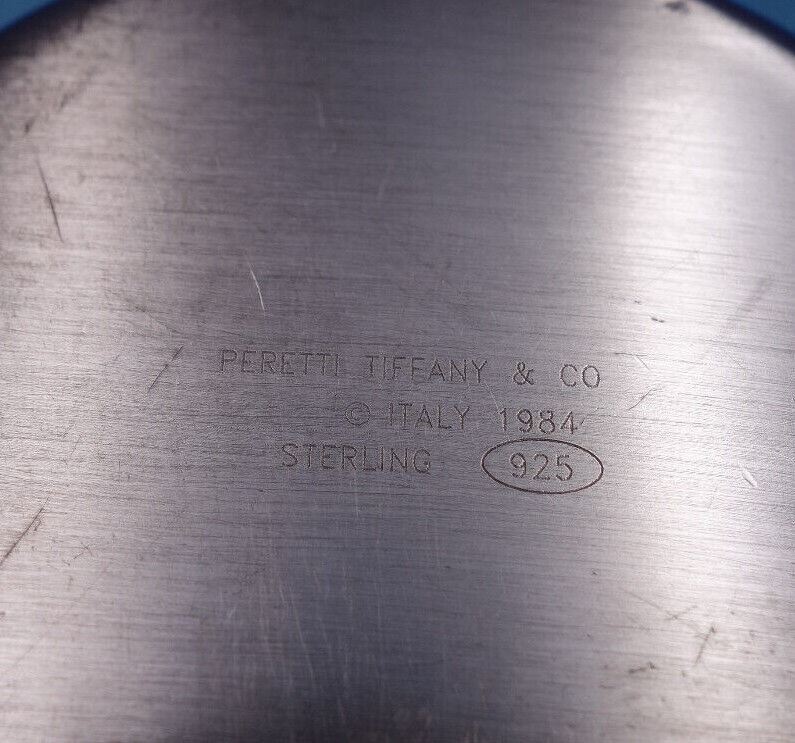 PERETTI TIFFANY & CO
© ITALY 1984
STERLING 925